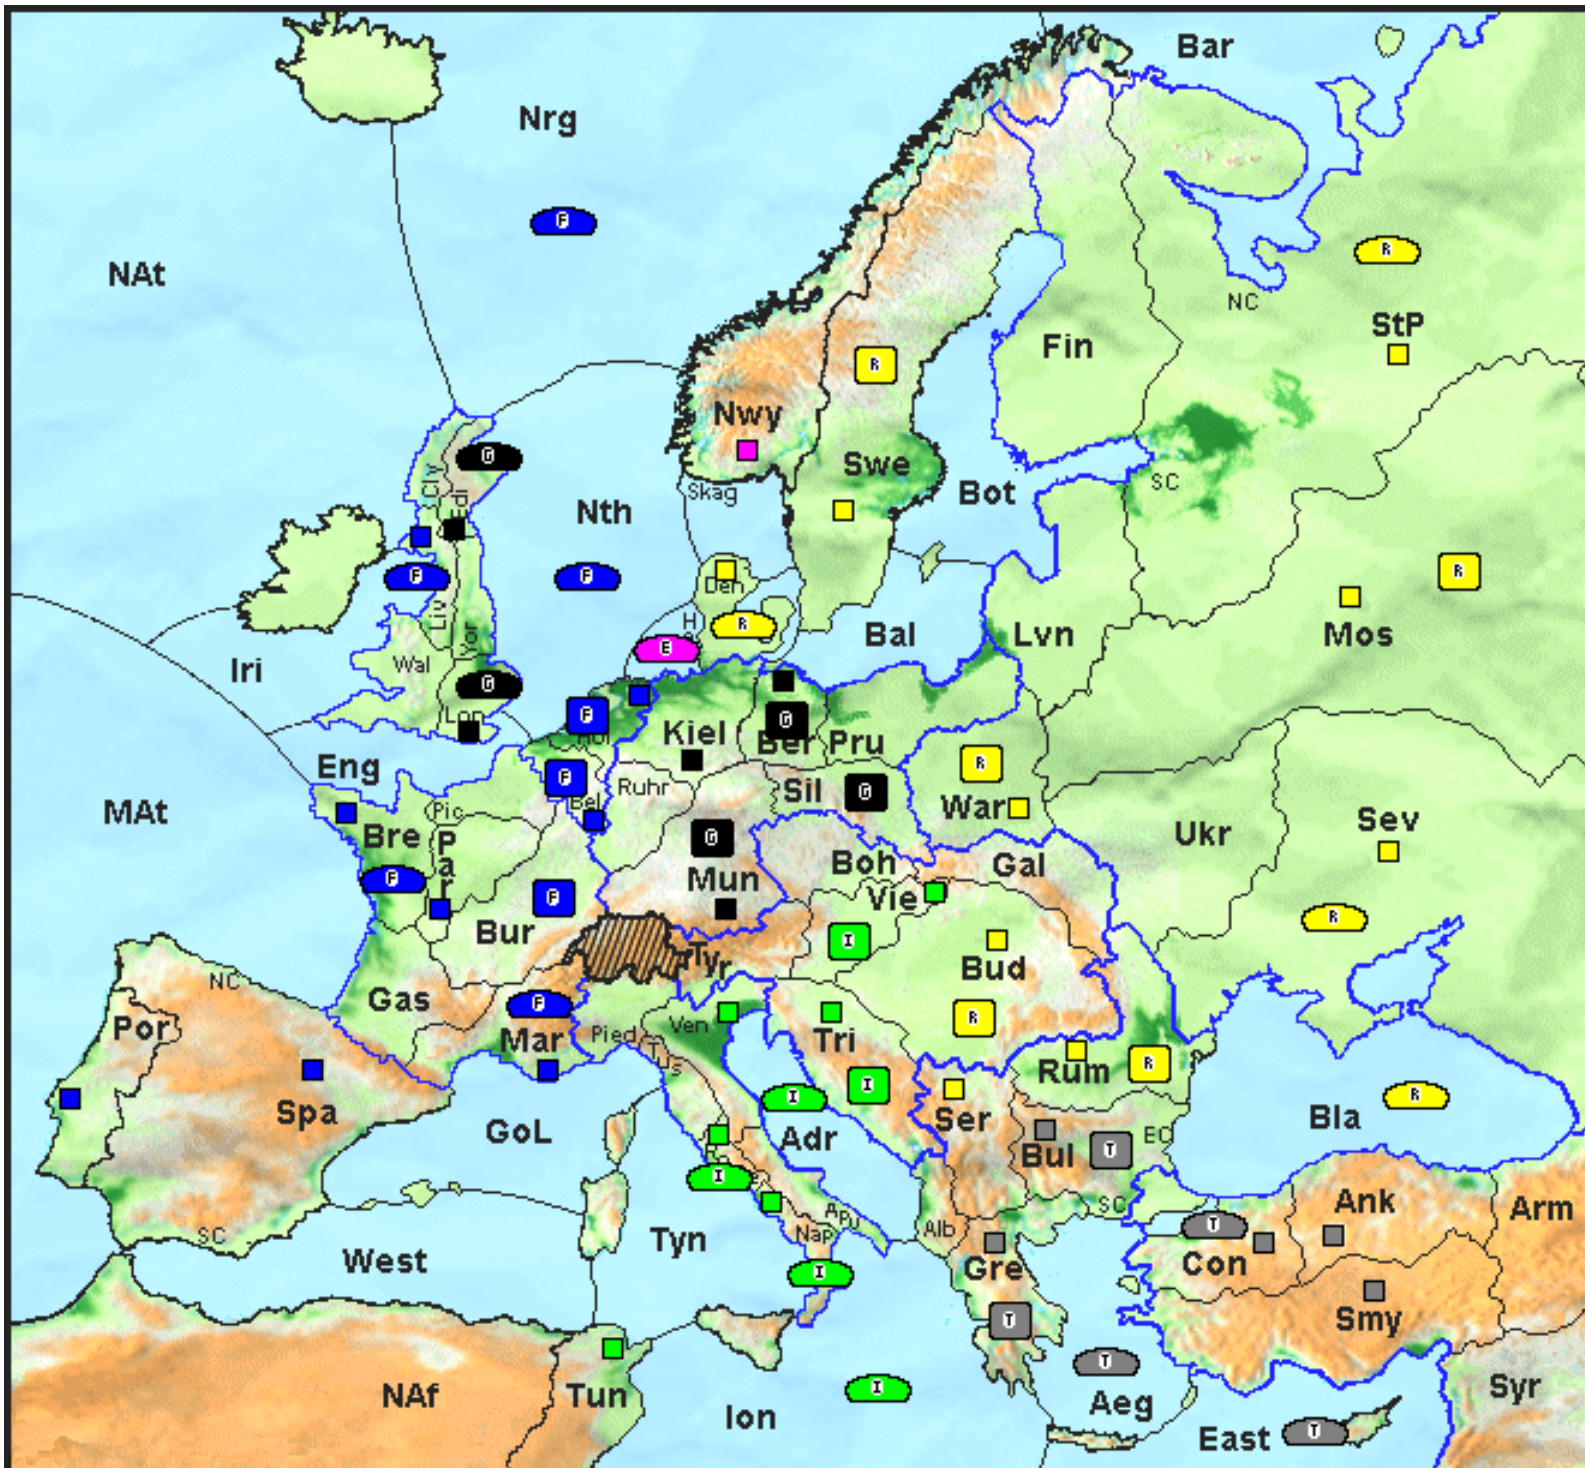 Bar
Nrg
F
NAt
R
NC
StP
Fin
R
Nwy
G
Swe
Cly
Edl
SC
Skag
Bot
Nth
F
F
R
Den
Liv
Yor
H
R
Bal
Lvn
Mos
E
Iri
Wal
G
F
G
Lon
Hol
Kiel
Ber
Pru
Eng
F
Ruhr
R
Sil
G
War
MAt
Pic
Bel
Sev
Bre
Par
G
Ukr
Boh
Gal
F
Mun
Vie
F
R
Bur
I
Tyr
Bud
NC
Gas
F
R
Por
Mar
Pied
Ven
Tri
Tus
Rum
R
I
Spa
I
Ser
R
GoL
Adr
Bla
EC
Bul
T
I
Ank
SC
Arm
Apu
T
SC
Tyn
Nap
Alb
West
Con
Gre
I
T
Smy
T
NAf
Tun
I
Syr
Aeg
Ion
T
East